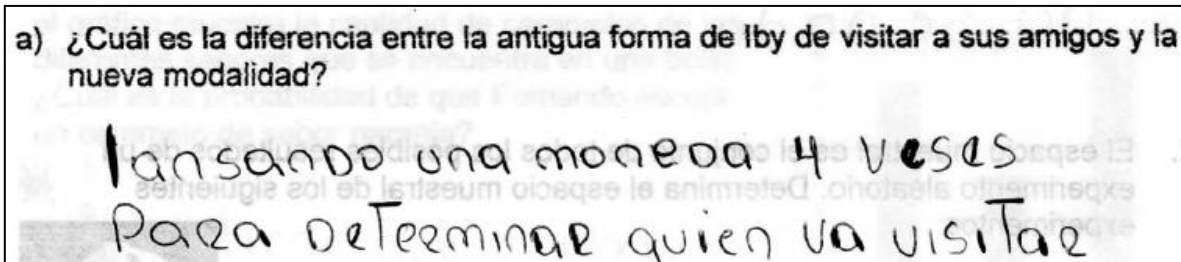 a) ¿Cuál es la diferencia entre la antigua forma de Iby de visitar a sus amigos y la
nueva modalidad?
lansando una moneda 4 veses
Para Determinar quien va visitar